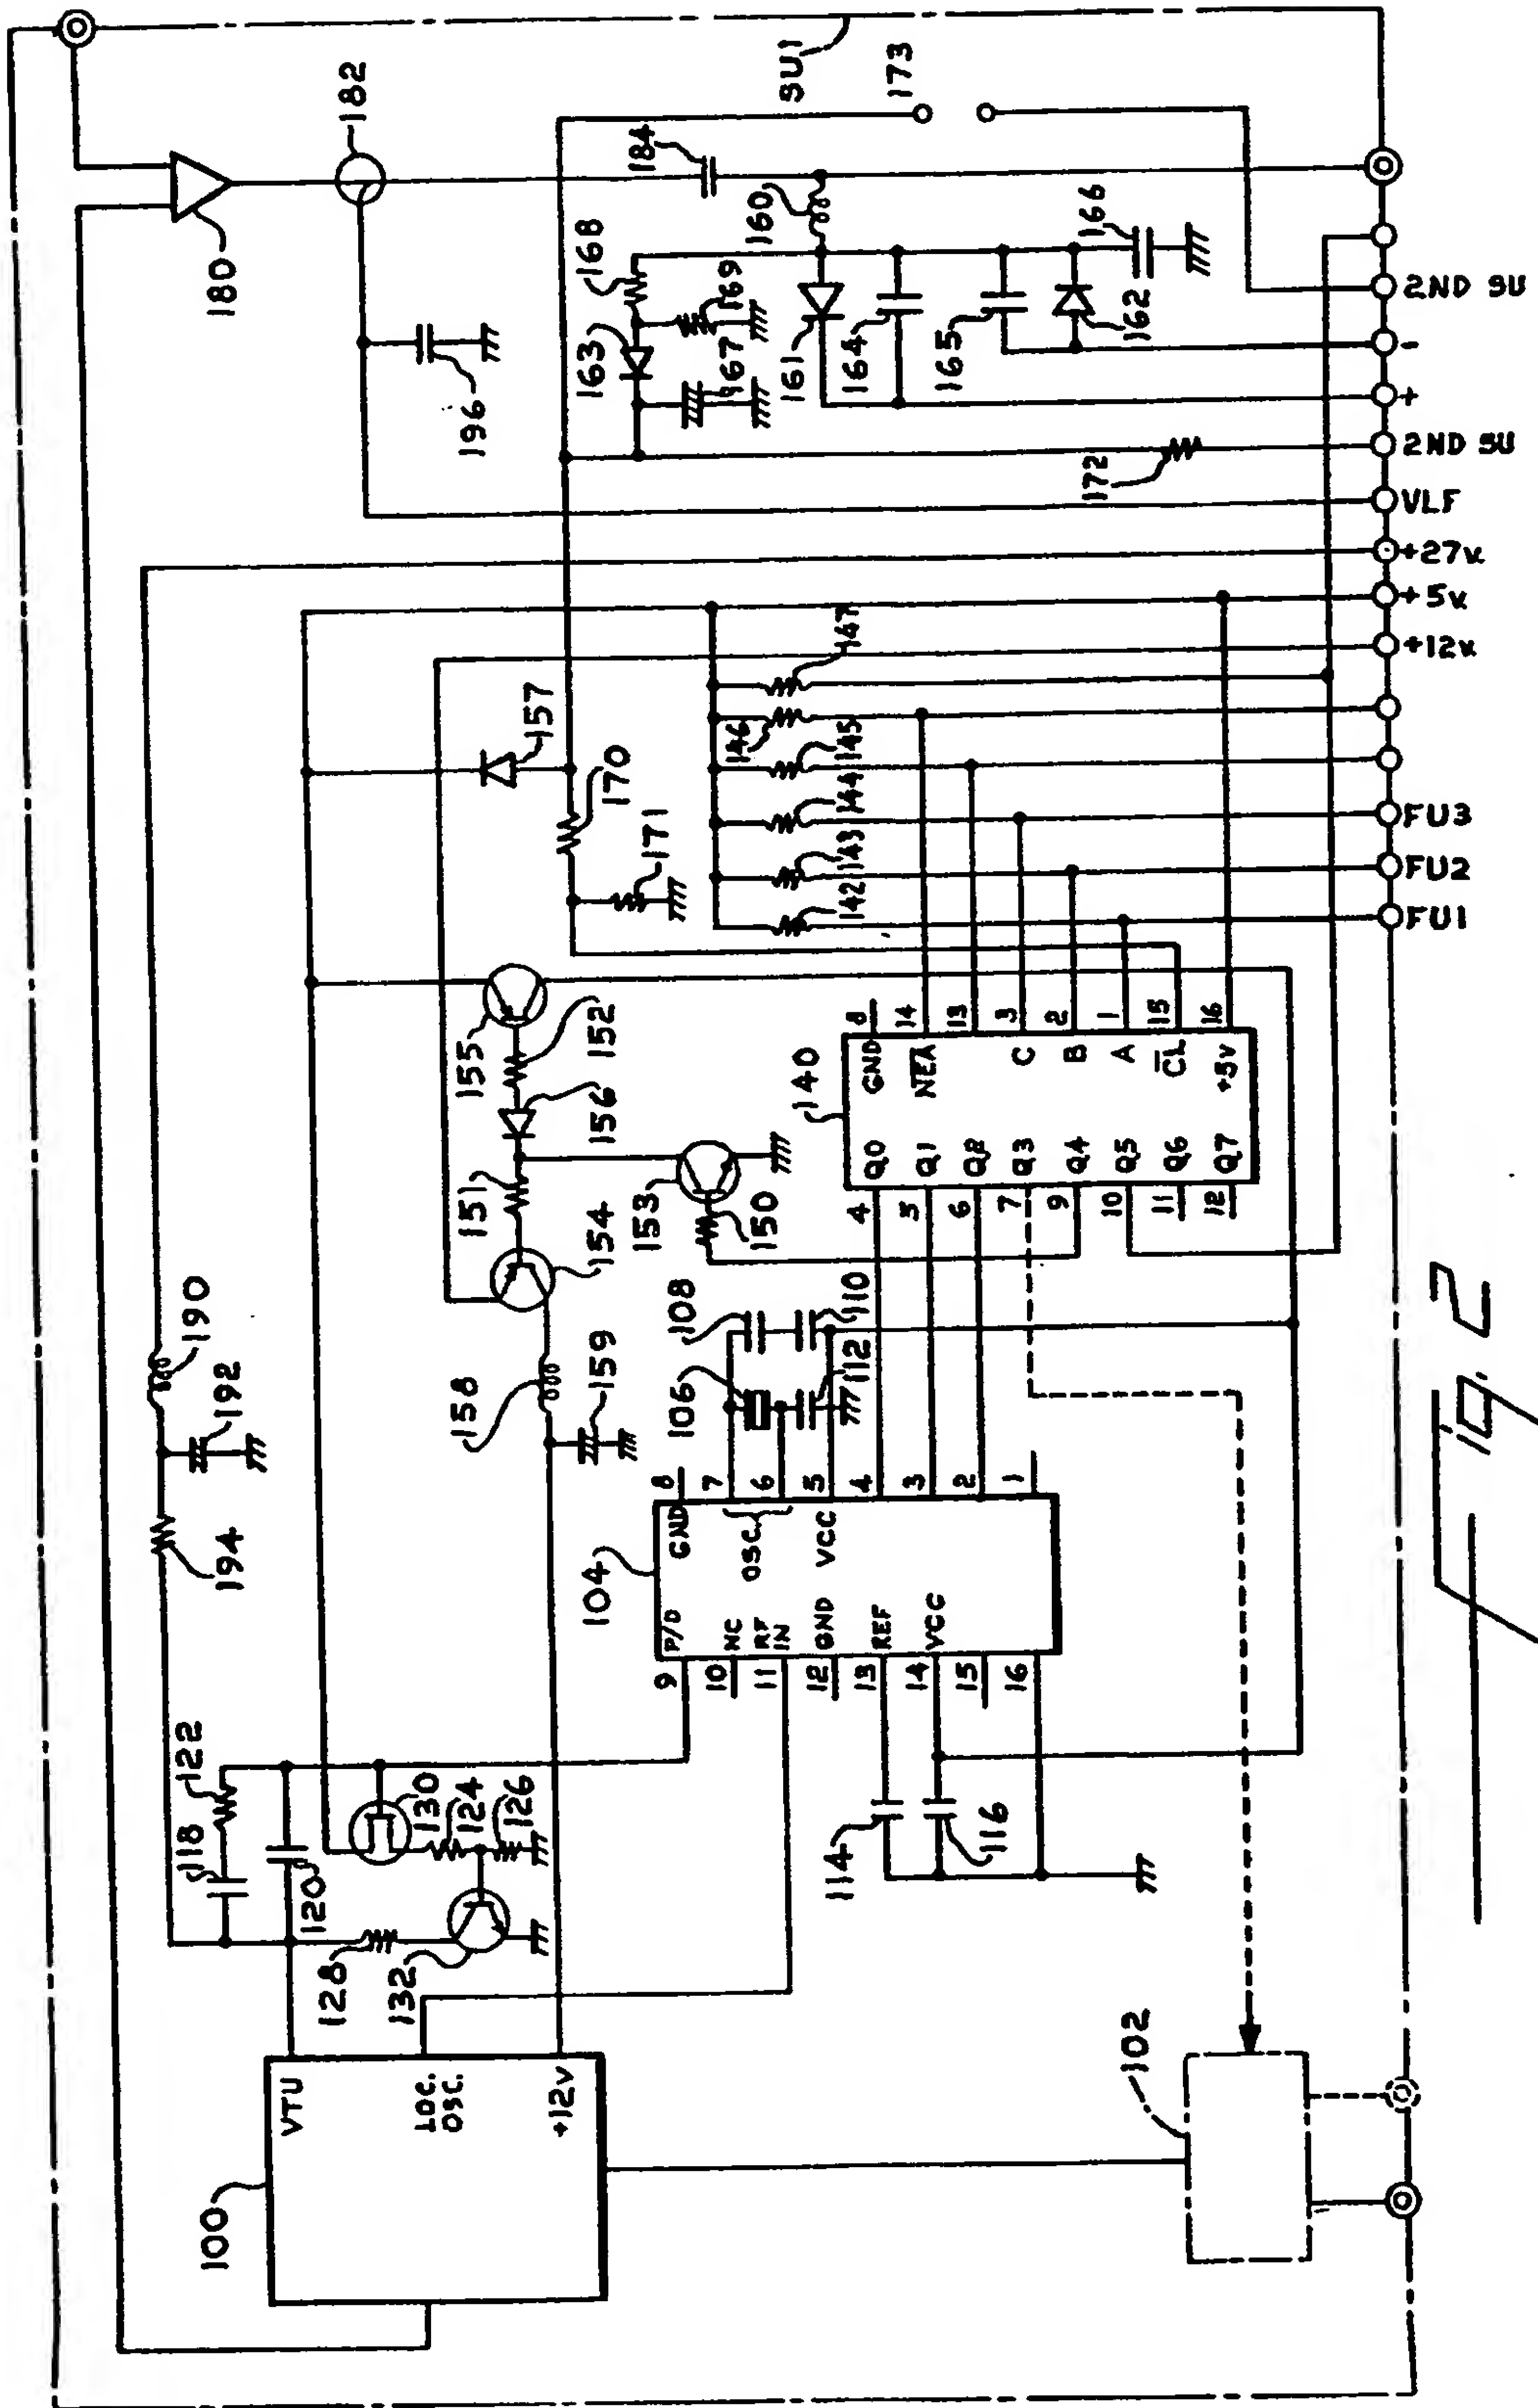 SU1
173
182
184
160
166
180
168
169
163
167
161
164
165
162
196
172
2ND SU
-
+
2ND SU
VLF
+27v
+5v
+12v
FU3
FU2
FU1
157
170
171
147
146
145
144
143
142
155
152
156
151
154
153
150
140
GND 8
NEA 14
13
C 3
B 2
A 1
CL 15
+5v 16
Q0 4
Q1 5
Q2 6
Q3 7
Q4 9
Q5 10
Q6 11
Q7 12
190
192
194
158
159
108
110
106
112
104
GND 8
OSC. 7
6
VCC 5
4
3
2
1
P/D 9
NC 10
RF IN 11
GND 12
REF 13
VCC 14
15
16
122
118
120
130
124
126
128
132
114
116
100
VTU
LOC. OSC.
+12v
102
Fig. 2